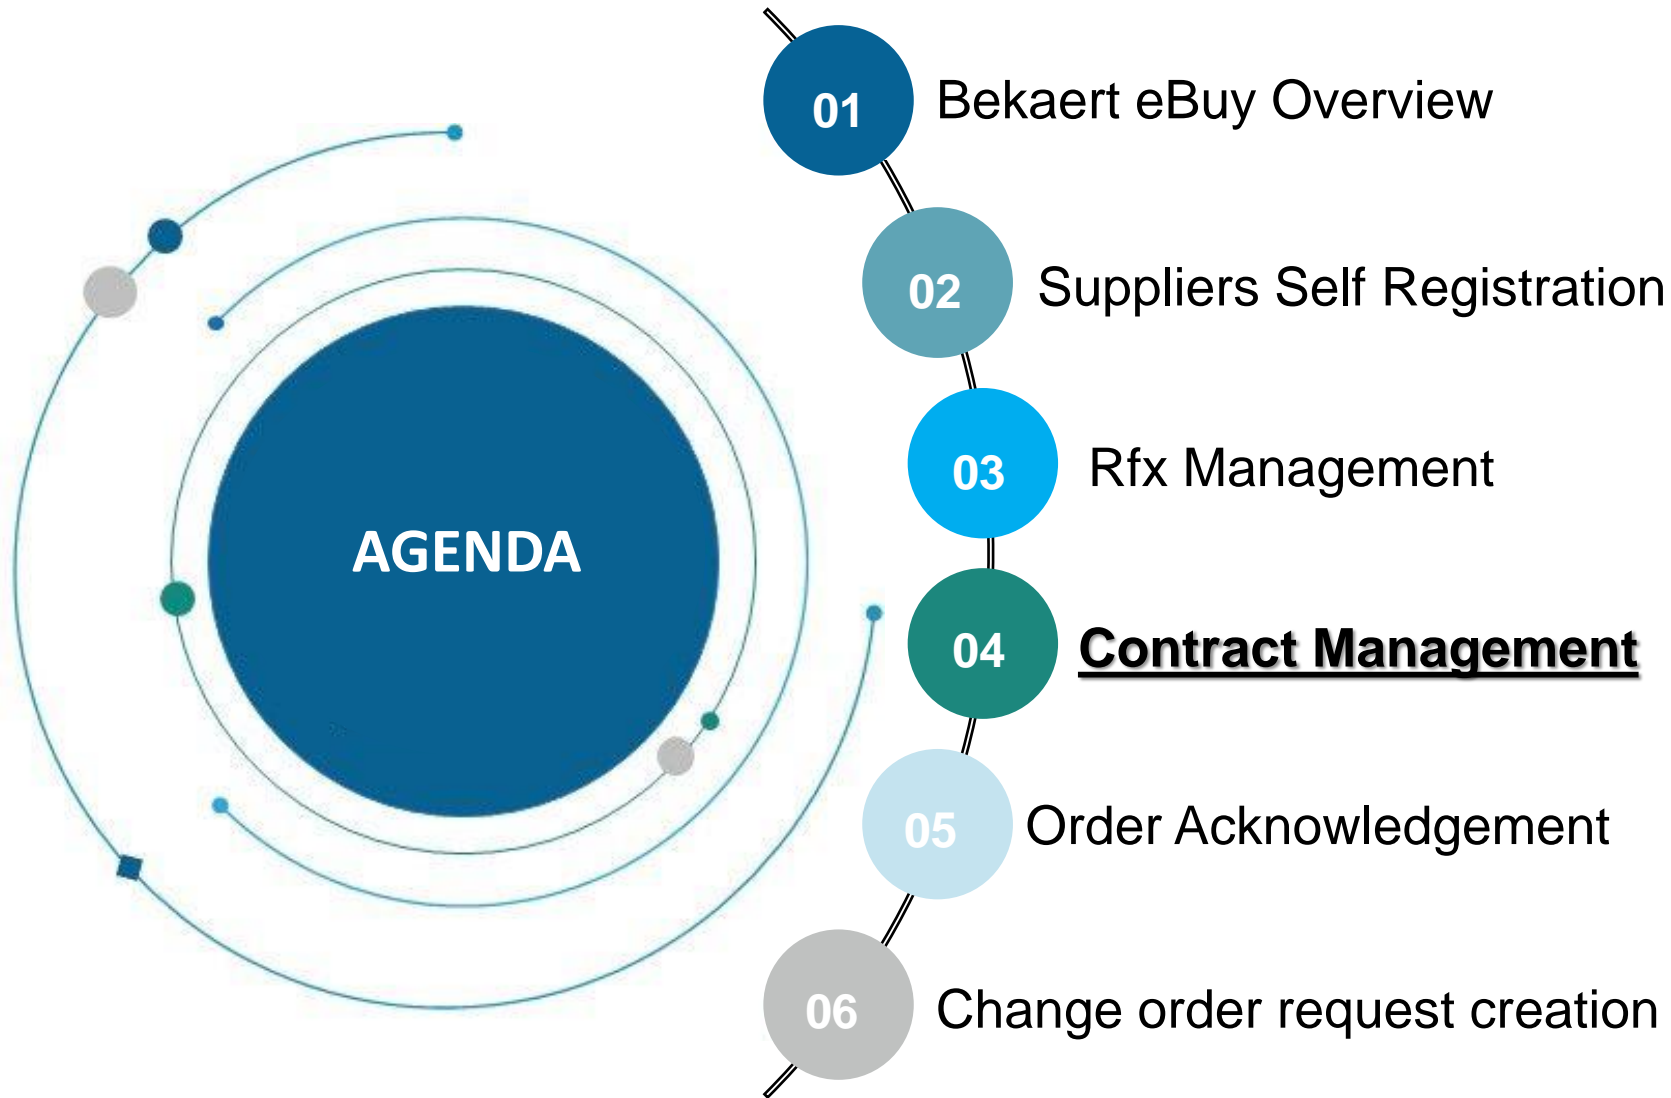 AGENDA
01
Bekaert eBuy Overview
02
Suppliers Self Registration
03
Rfx Management
04
Contract Management
05
Order Acknowledgement
06
Change order request creation